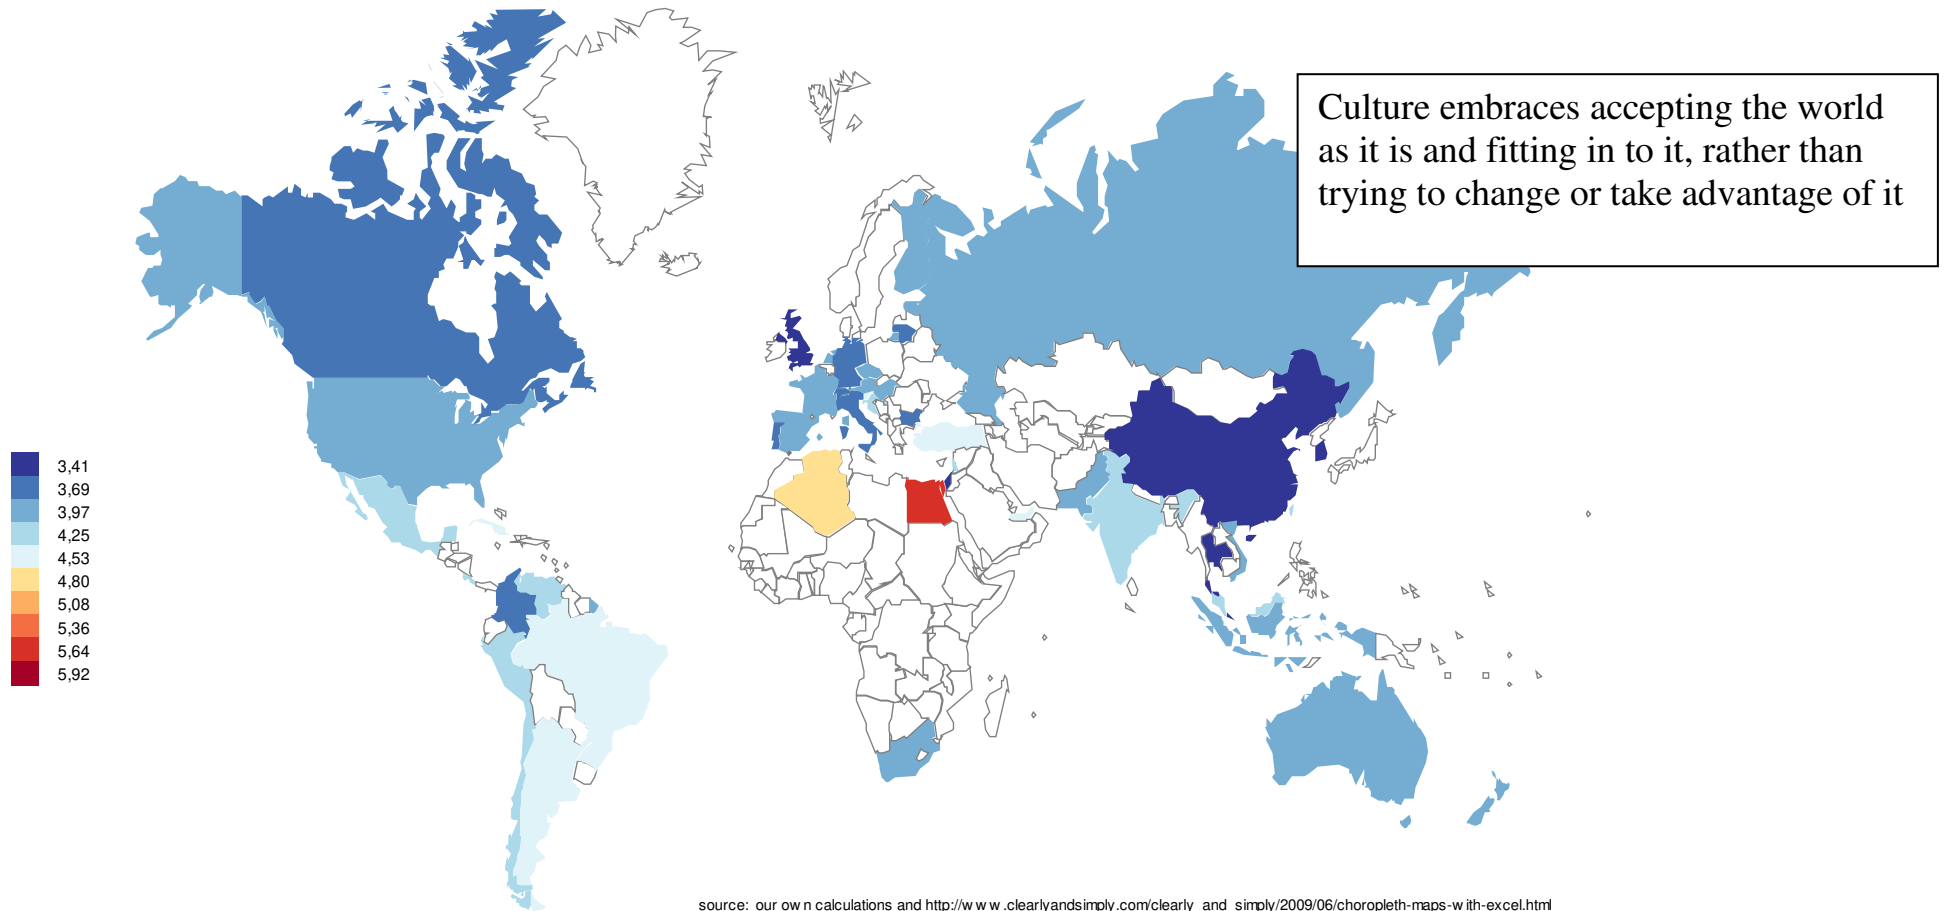 Culture embraces accepting the world
as it is and fitting in to it, rather than
trying to change or take advantage of it
3,41
3,69
3,97
4,25
4,53
4,80
5,08
5,36
5,64
5,92
source: our own calculations and http://www.clearlyandsimply.com/clearly_and_simply/2009/06/choropleth-maps-with-excel.html